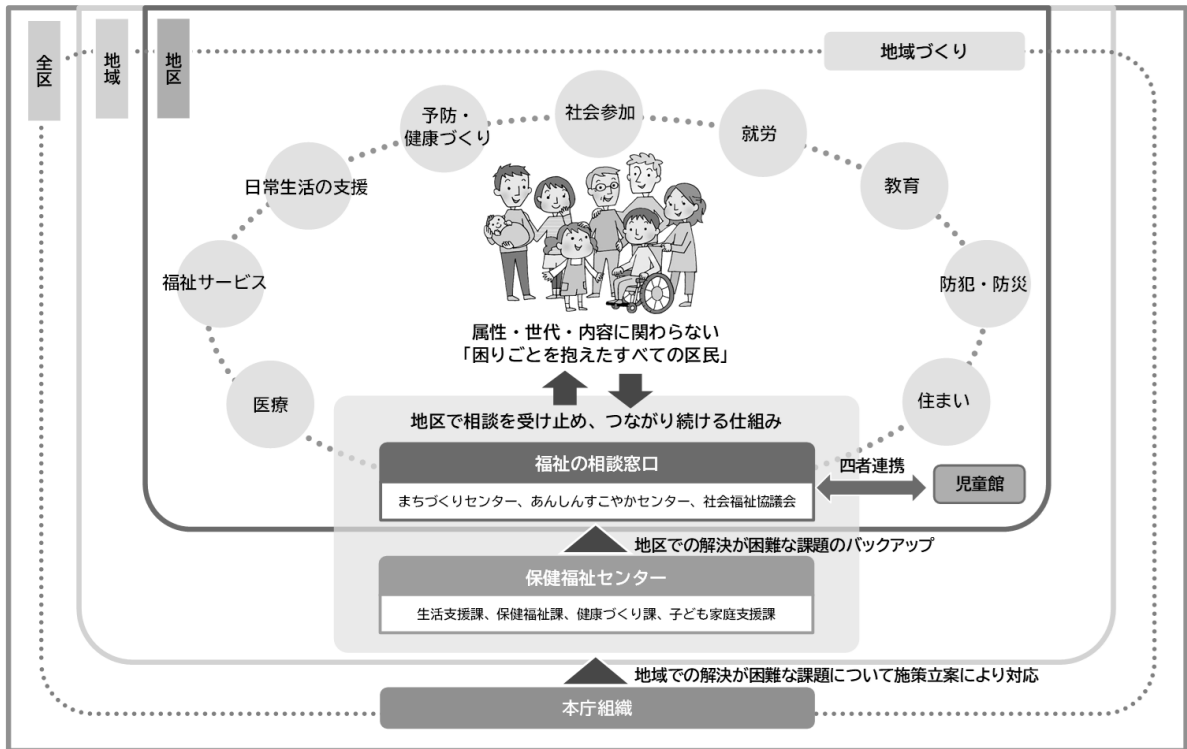 全区
地域
地区
地域づくり
社会参加
予防・
健康づくり
就労
日常生活の支援
教育
福祉サービス
防犯・防災
医療
住まい
属性・世代・内容に関わらない
「困りごとを抱えたすべての区民」
地区で相談を受け止め、つながり続ける仕組み
福祉の相談窓口
まちづくりセンター、あんしんすこやかセンター、社会福祉協議会
四者連携
児童館
地区での解決が困難な課題のバックアップ
保健福祉センター
生活支援課、保健福祉課、健康づくり課、子ども家庭支援課
地域での解決が困難な課題について施策立案により対応
本庁組織